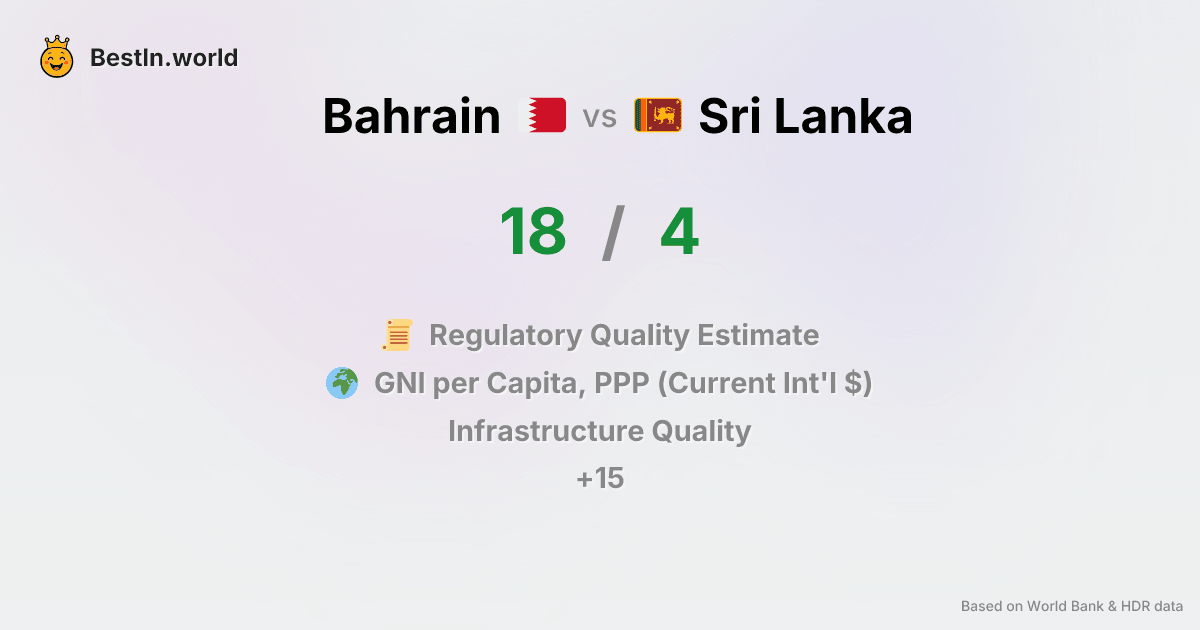 BestIn.world
Bahrain vs Sri Lanka
18 / 4
Regulatory Quality Estimate
GNI per Capita, PPP (Current Int'l $)
Infrastructure Quality
+15
Based on World Bank & HDR data